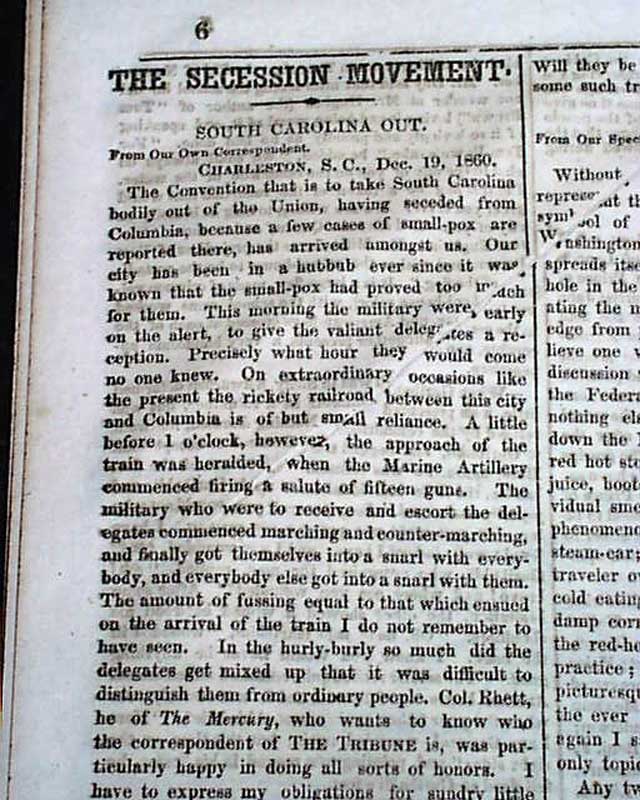 6
THE SECESSION MOVEMENT.
SOUTH CAROLINA OUT.
From Our Own Correspondent.
CHARLESTON, S. C., Dec. 19, 1860.
The Convention that is to take South Carolina
bodily out of the Union, having seceded from
Columbia, because a few cases of small-pox are
reported there, has arrived amongst us. Our
city has been in a hubbub ever since it was
known that the small-pox had proved too much
for them. This morning the military were, early
on the alert, to give the valiant delegates a re-
ception. Precisely what hour they would come
no one knew. On extraordinary occasions like
the present the rickety railroad between this city
and Columbia is of but small reliance. A little
before 1 o'clock, however, the approach of the
train was heralded, when the Marine Artillery
commenced firing a salute of fifteen guns. The
military who were to receive and escort the del-
egates commenced marching and counter-marching,
and finally got themselves into a snarl with every-
body, and everybody else got into a snarl with them.
The amount of fussing equal to that which ensued
on the arrival of the train I do not remember to
have seen. In the hurly-burly so much did the
delegates get mixed up that it was difficult to
distinguish them from ordinary people. Col. Rhett,
he of The Mercury, who wants to know who
the correspondent of THE TRIBUNE is, was par-
ticularly happy in doing all sorts of honors. I
have to express my obligations for sundry little
Will they be
some such tr
From Our Spec
Without
represe at th
symbol of
Washington
spreads itse
hole in the
ating the m
edge from
lieve one
discussion
the Federa
nothing els
down the
red hot sto
juice, boot
vidual sme
phenomeno
steam-car;
traveler o
cold eating
damp corr
the red-ho
practice;
picturesqu
the ever
again I s
only topic
Any tw